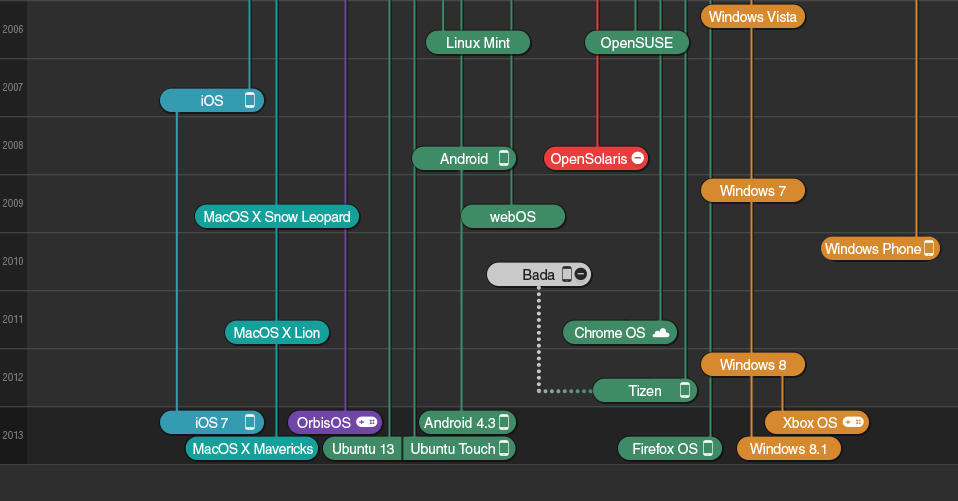 Windows Vista
2006
Linux Mint
OpenSUSE
2007
iOS
2008
Android
OpenSolaris
Windows 7
2009
MacOS X Snow Leopard
webOS
Windows Phone
2010
Bada
2011
MacOS X Lion
Chrome OS
Windows 8
2012
Tizen
iOS 7
OrbisOS
Android 4.3
Xbox OS
2013
MacOS X Mavericks
Ubuntu 13
Ubuntu Touch
Firefox OS
Windows 8.1